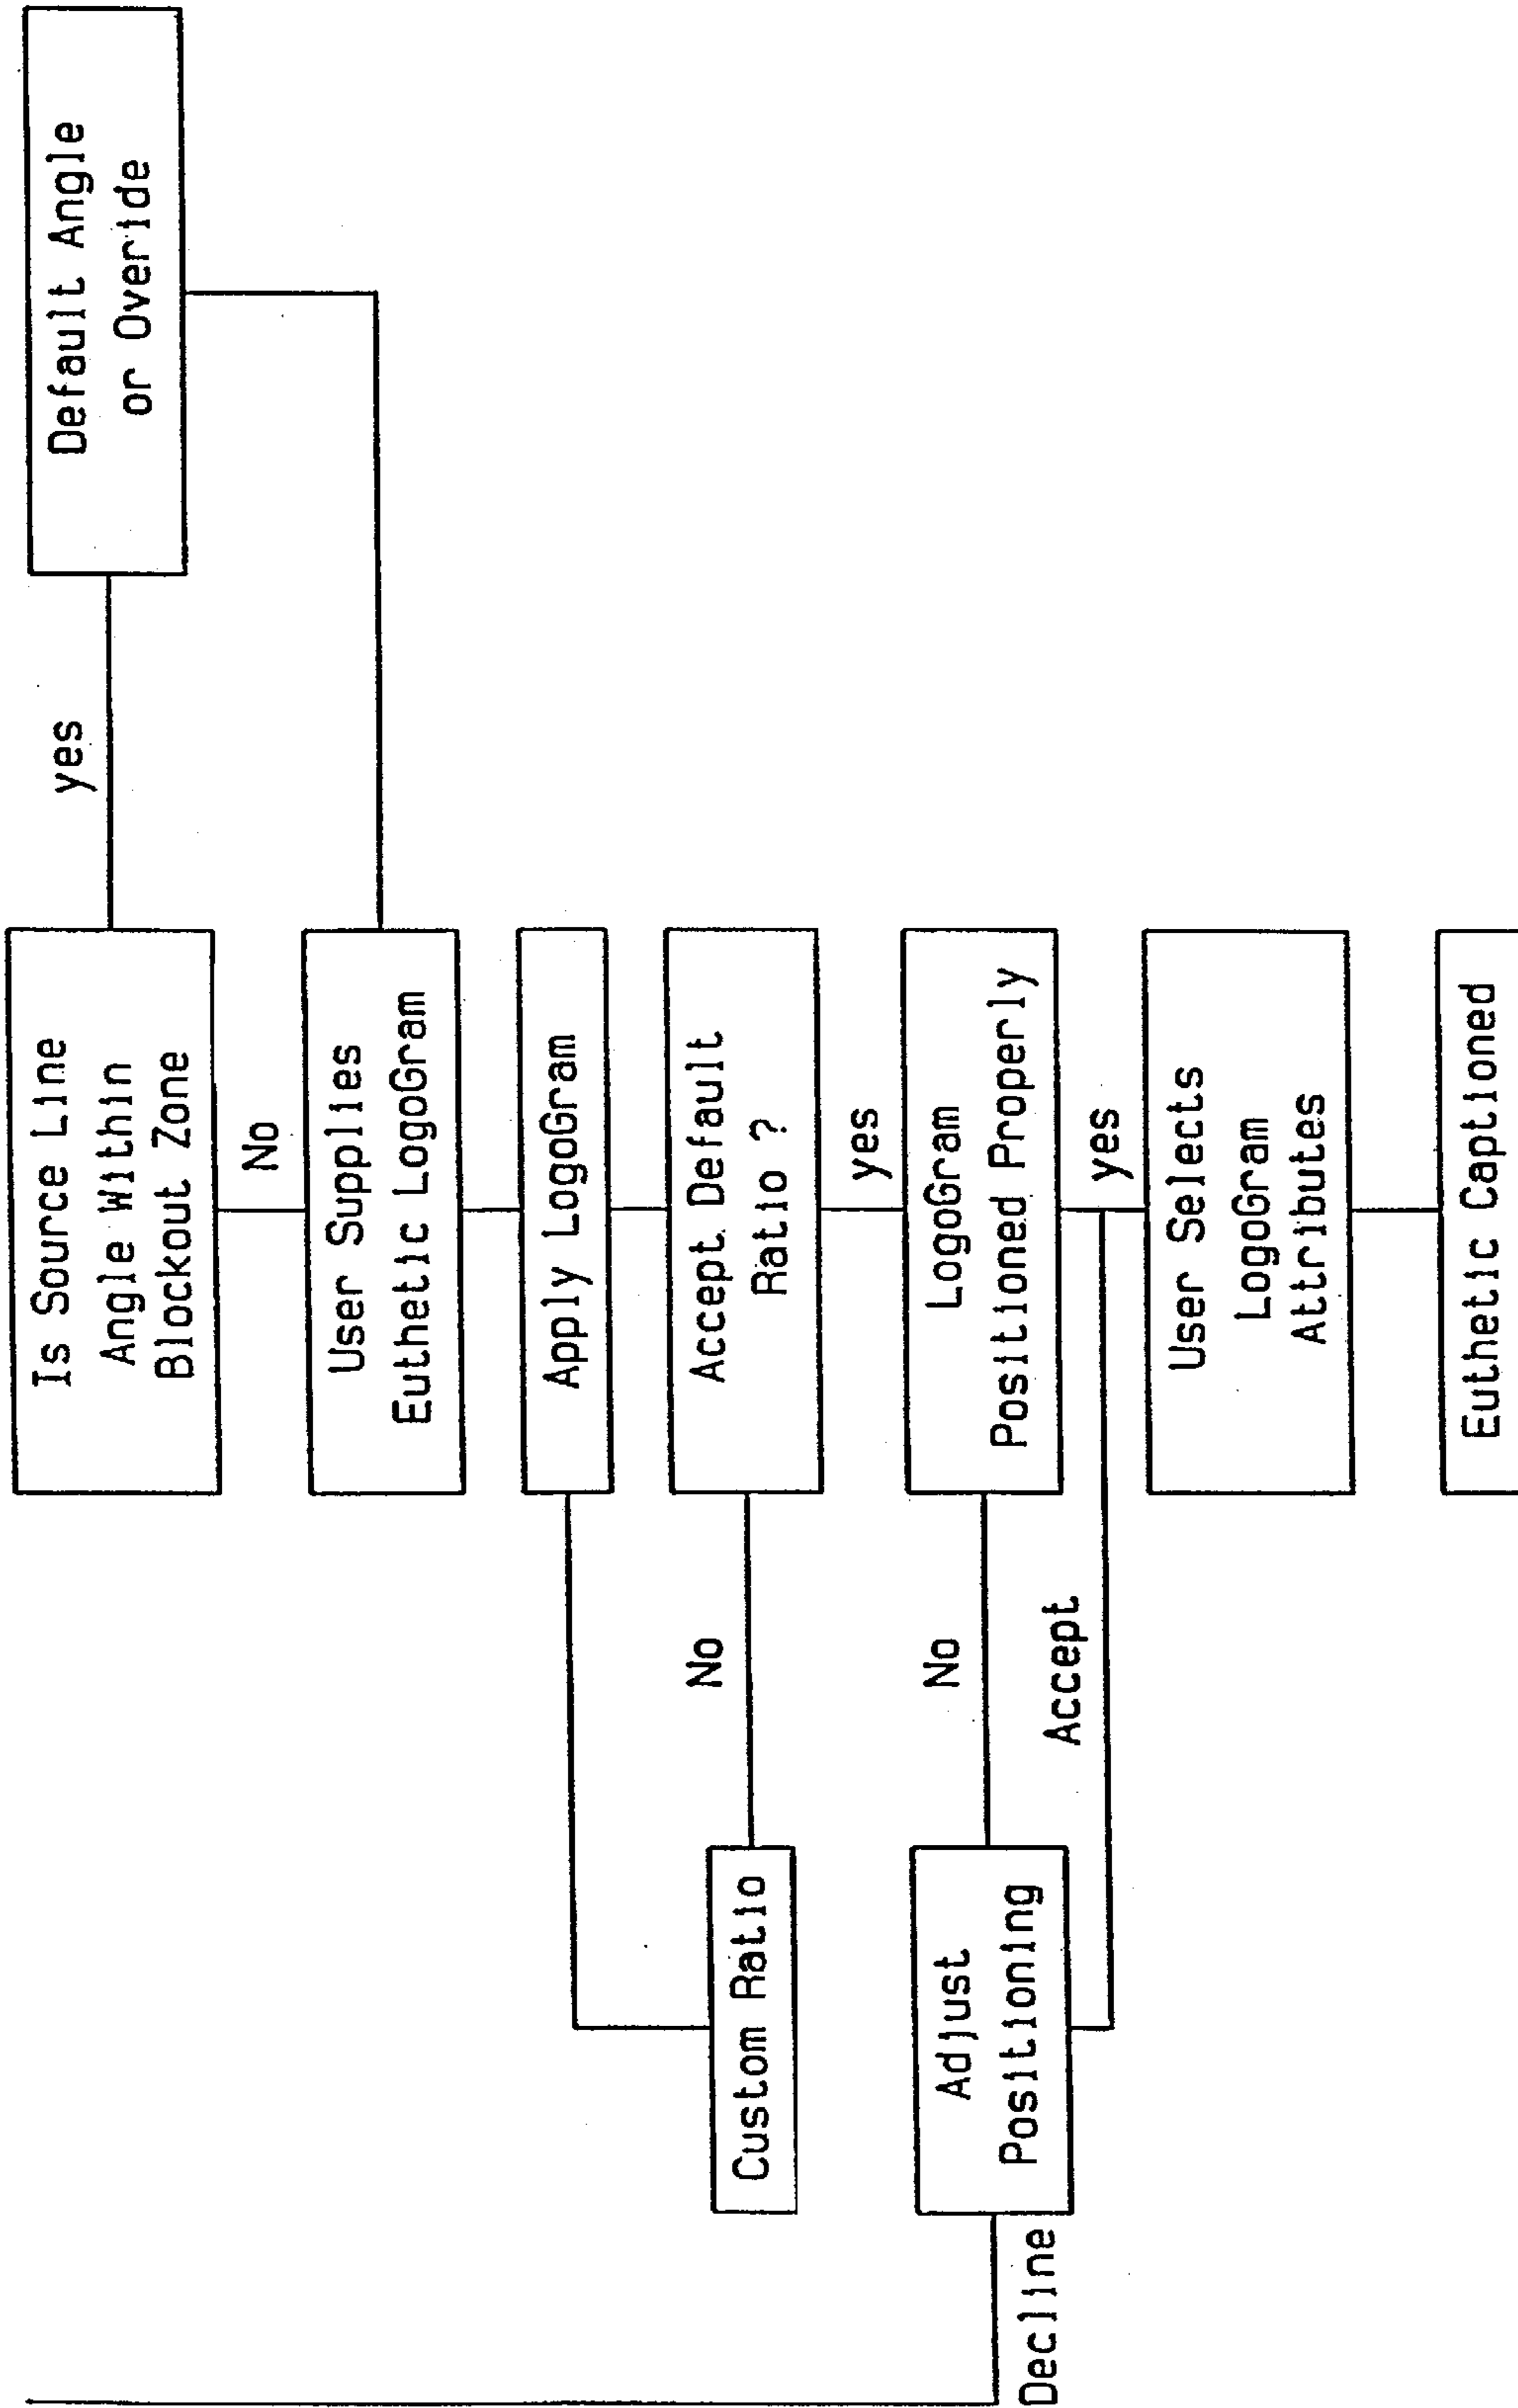 Is Source Line
Angle Within
Blockout Zone
yes
Default Angle
or Overide
No
User Supplies
Euthetic LogoGram
Apply LogoGram
Accept Default
Ratio ?
No
Custom Ratio
yes
LogoGram
Positioned Properly
No
Adjust
Positioning
Accept
Decline
yes
User Selects
LogoGram
Attributes
Euthetic Captioned